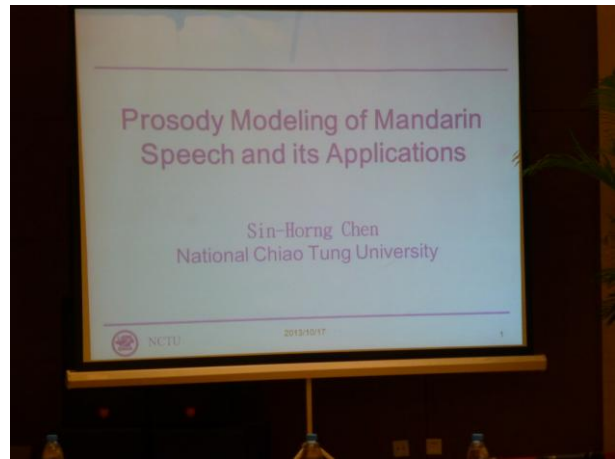 Prosody Modeling of Mandarin
Speech and its Applications
Sin-Horng Chen
National Chiao Tung University
NCTU
2013/10/17
1